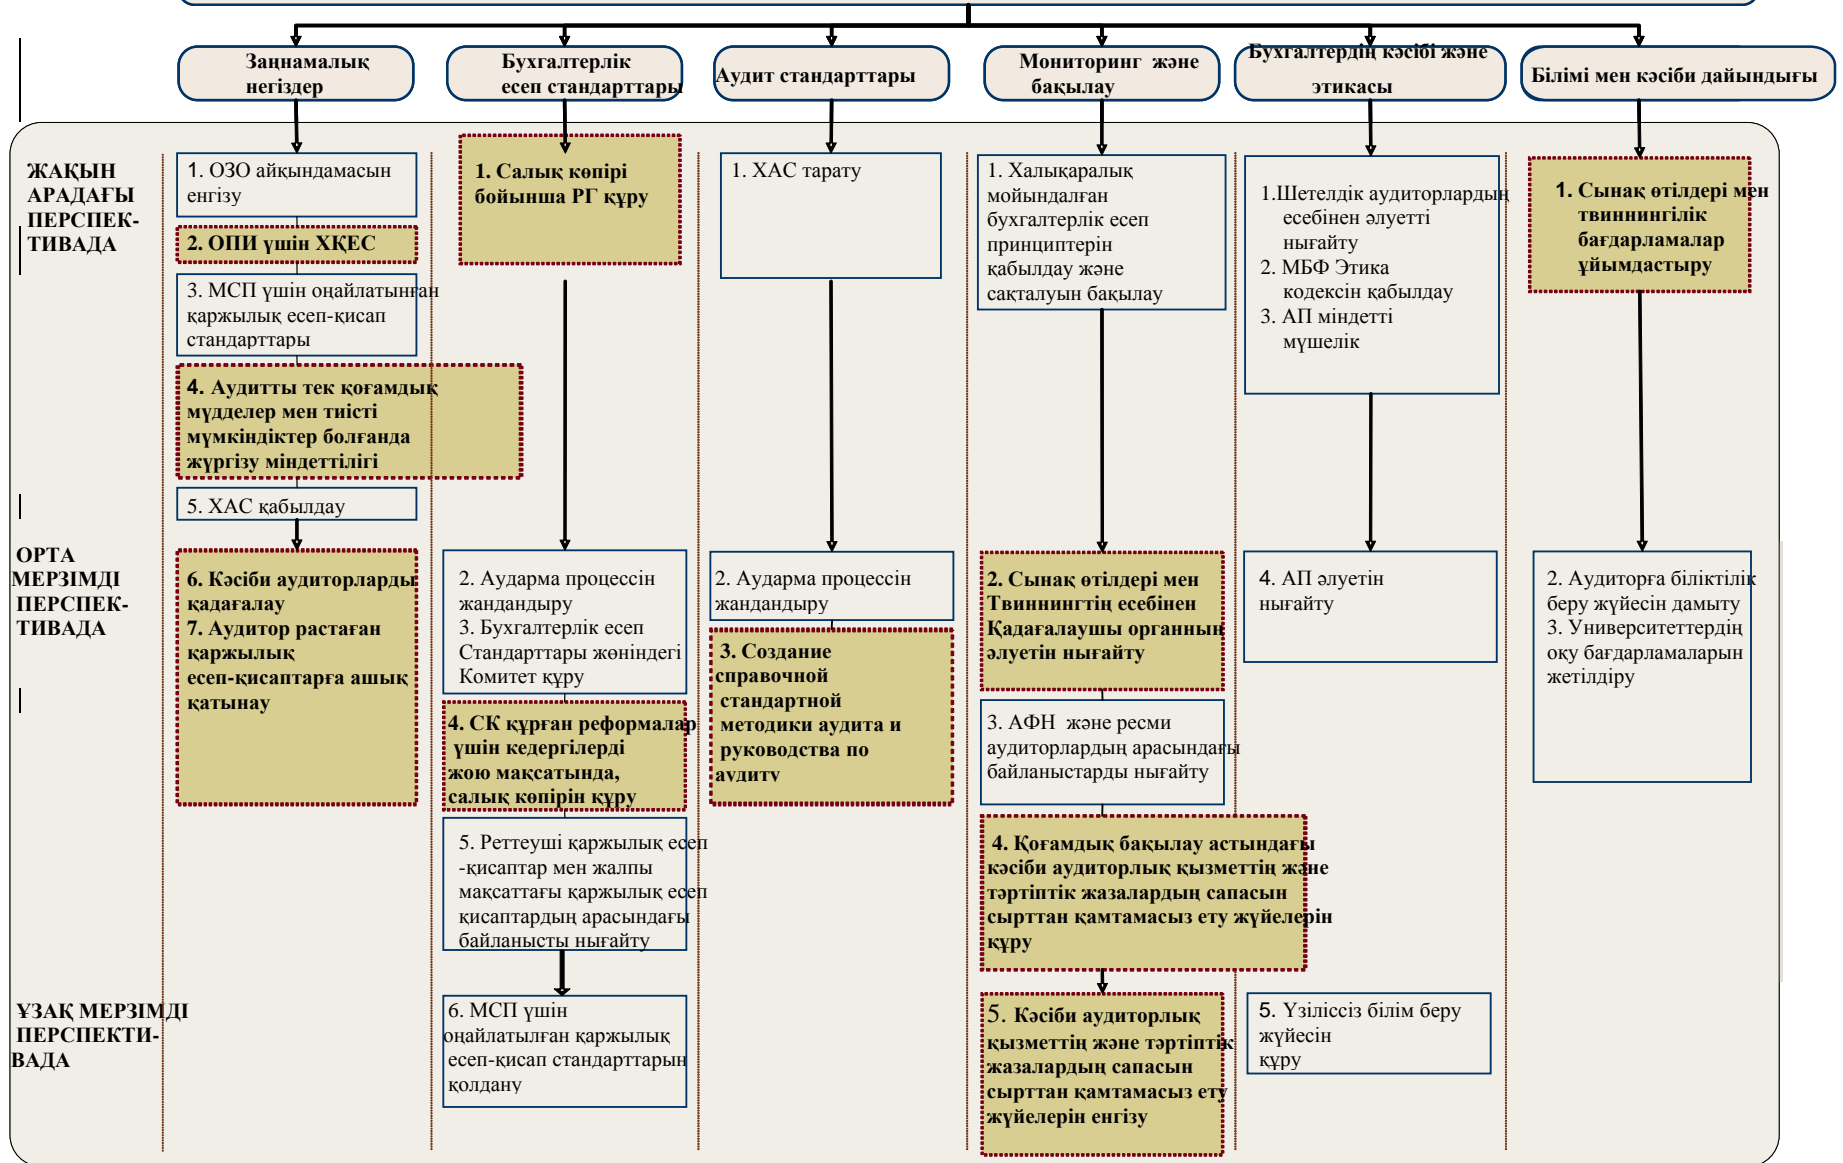 Заңнамалық
негіздер
Бухгалтерлік
есеп стандарттары
Аудит стандарттары
Мониторинг және
бақылау
Бухгалтердің кәсібі және
этикасы
Білімі мен кәсіби дайындығы
ЖАҚЫН
АРАДАҒЫ
ПЕРСПЕК-
ТИВАДА
1. ОЗО айқындамасын
енгізу
2. ОПИ үшін ХҚЕС
3. МСП үшін оңайлатынған
қаржылық есеп-қисап
стандарттары
4. Аудитты тек қоғамдық
мүдделер мен тиісті
мүмкіндіктер болғанда
жүргізу міндеттілігі
5. ХАС қабылдау
1. Салық көпірі
бойынша РГ құру
1. ХАС тарату
1. Халықаралық
мойындалған
бухгалтерлік есеп
принциптерін
қабылдау және
сақталуын бақылау
1.Шетелдік аудиторлардың
есебінен әлуетті
нығайту
2. МБФ Этика
кодексін қабылдау
3. АП міндетті
мүшелік
1. Сынақ өтілдері мен
твиннингілік
бағдарламалар
ұйымдастыру
ОРТА
МЕРЗІМДІ
ПЕРСПЕК-
ТИВАДА
6. Кәсіби аудиторларды
қадағалау
7. Аудитор растаған
қаржылық
есеп-қисаптарға ашық
қатынау
2. Аударма процессін
жандандыру
3. Бухгалтерлік есеп
Стандарттары жөніндегі
Комитет құру
4. СК құрған реформалар
үшін кедергілерді
жою мақсатында,
салық көпірін құру
5. Реттеуші қаржылық есеп
-қисаптар мен жалпы
мақсаттағы қаржылық есеп
қисаптардың арасындағы
байланысты нығайту
2. Аударма процессін
жандандыру
3. Создание
справочной
стандартной
методики аудита и
руководства по
аудиту
2. Сынақ өтілдері мен
Твиннингтің есебінен
Қадағалаушы органның
әлуетін нығайту
3. АФН және ресми
аудиторлардың арасындағы
байланыстарды нығайту
4. Қоғамдық бақылау астындағы
кәсіби аудиторлық қызметтің және
тәртіптік жазалардың сапасын
сырттан қамтамасыз ету жүйелерін
құру
4. АП әлуетін
нығайту
2. Аудиторға біліктілік
беру жүйесін дамыту
3. Университеттердің
оқу бағдарламаларын
жетілдіру
ҰЗАҚ МЕРЗІМДІ
ПЕРСПЕКТИ-
ВАДА
6. МСП үшін
оңайлатылған қаржылық
есеп-қисап стандарттарын
қолдану
5. Кәсіби аудиторлық
қызметтің және тәртіптік
жазалардың сапасын
сырттан қамтамасыз ету
жүйелерін енгізу
5. Үзіліссіз білім беру
жүйесін
құру